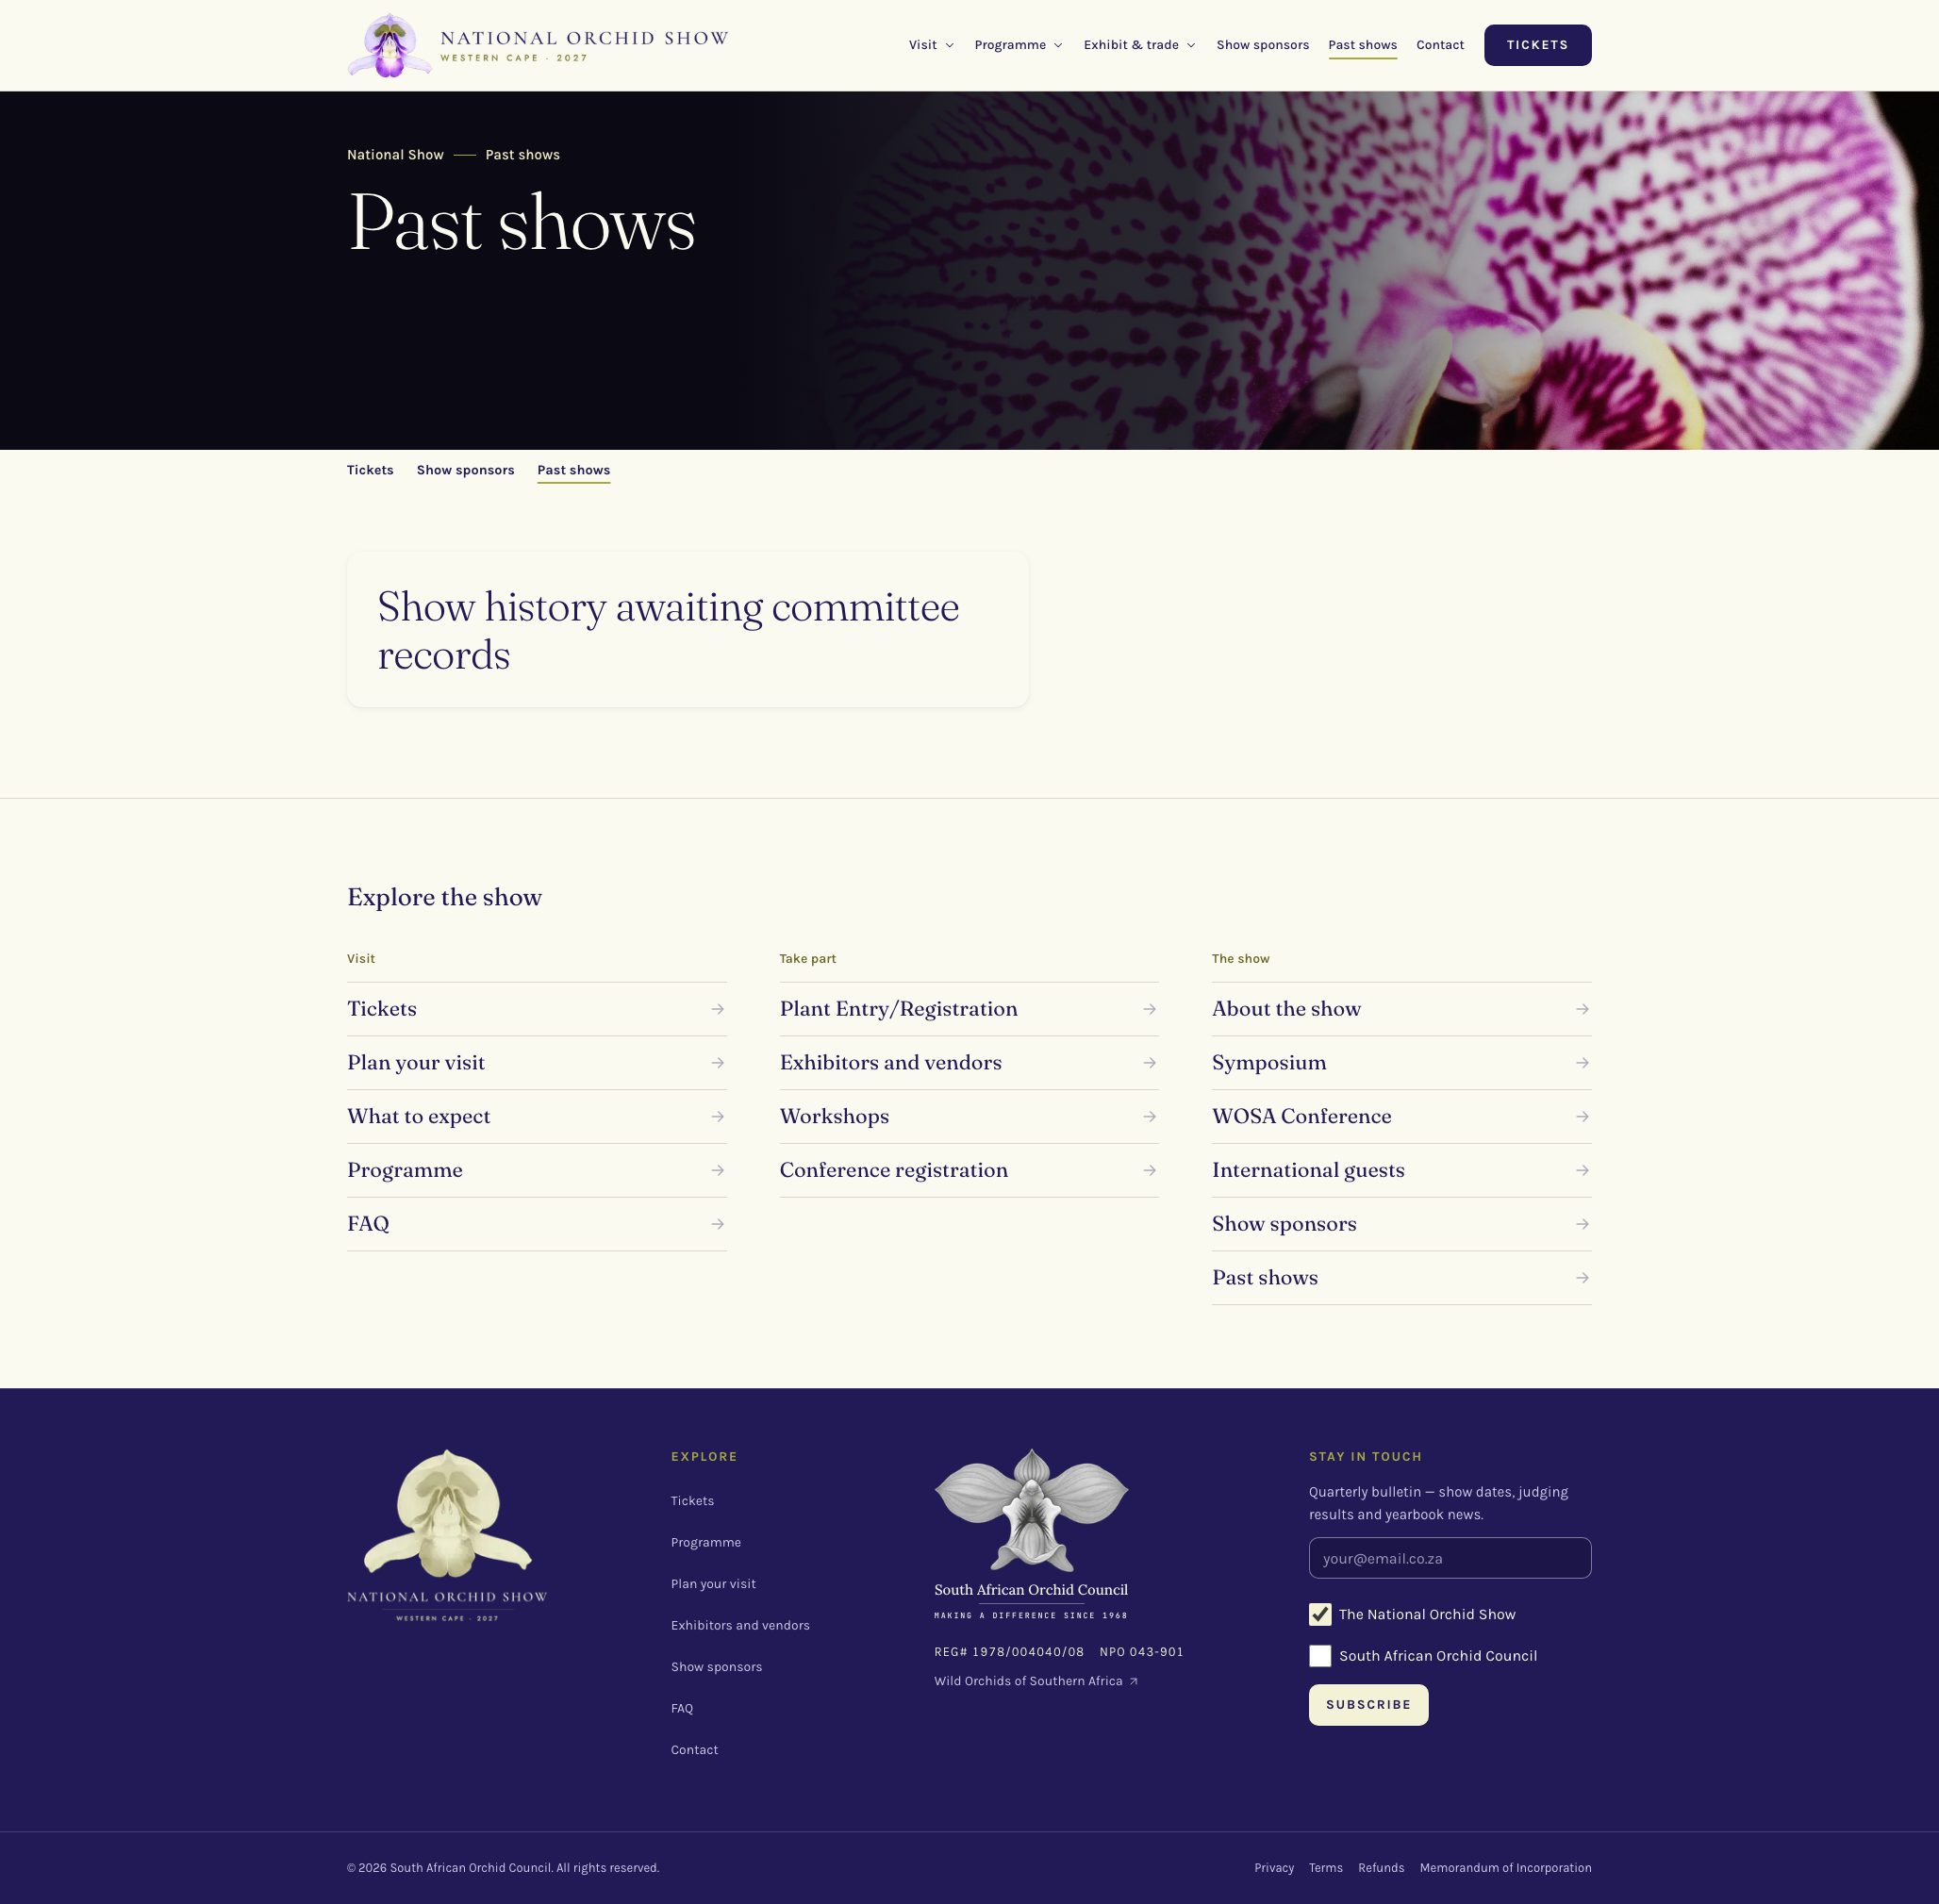 NATIONAL ORCHID SHOW
WESTERN CAPE · 2027
Visit
Programme
Exhibit & trade
Show sponsors
Past shows
Contact
TICKETS
National Show — Past shows
Past shows
Tickets
Show sponsors
Past shows
Show history awaiting committee
records
Explore the show
Visit
Tickets
Plan your visit
What to expect
Programme
FAQ
Take part
Plant Entry/Registration
Exhibitors and vendors
Workshops
Conference registration
The show
About the show
Symposium
WOSA Conference
International guests
Show sponsors
Past shows
NATIONAL ORCHID SHOW
WESTERN CAPE · 2027
EXPLORE
Tickets
Programme
Plan your visit
Exhibitors and vendors
Show sponsors
FAQ
Contact
South African Orchid Council
MAKING A DIFFERENCE SINCE 1968
REG# 1978/004040/08 NPO 043-901
Wild Orchids of Southern Africa
STAY IN TOUCH
Quarterly bulletin — show dates, judging
results and yearbook news.
your@email.co.za
The National Orchid Show
South African Orchid Council
SUBSCRIBE
© 2026 South African Orchid Council. All rights reserved.
Privacy
Terms
Refunds
Memorandum of Incorporation